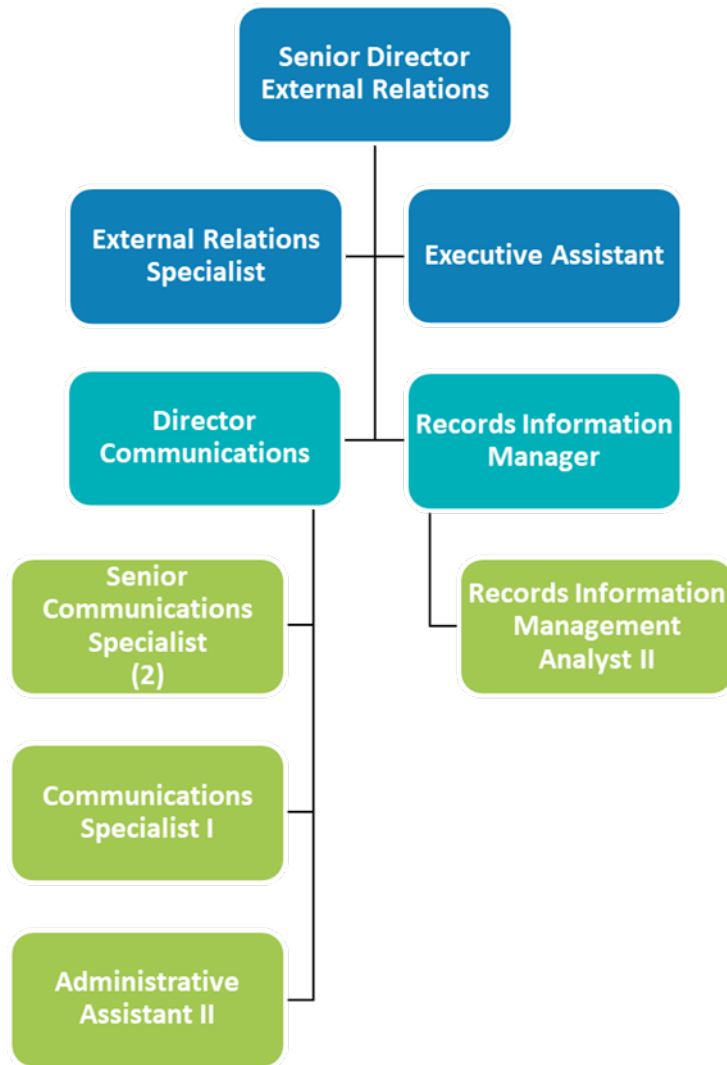 Senior Director
External Relations
External Relations
Specialist
Executive Assistant
Director
Communications
Records Information
Manager
Senior
Communications
Specialist
(2)
Records Information
Management
Analyst II
Communications
Specialist I
Administrative
Assistant II